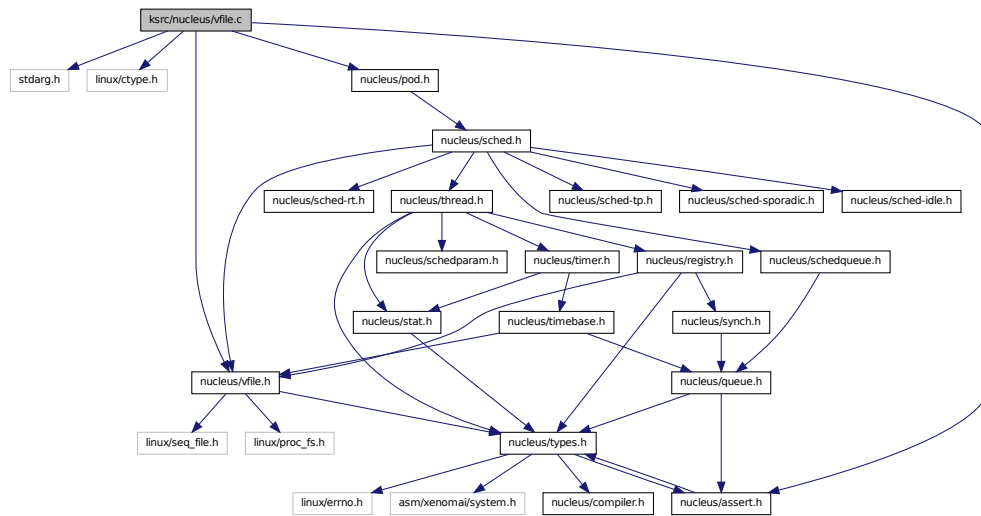 ksrc/nucleus/vfile.c
stdarg.h
linux/ctype.h
nucleus/pod.h
nucleus/sched.h
nucleus/sched-rt.h
nucleus/thread.h
nucleus/sched-tp.h
nucleus/sched-sporadic.h
nucleus/sched-idle.h
nucleus/schedparam.h
nucleus/timer.h
nucleus/registry.h
nucleus/schedqueue.h
nucleus/stat.h
nucleus/timebase.h
nucleus/synch.h
nucleus/vfile.h
nucleus/queue.h
linux/seq_file.h
linux/proc_fs.h
nucleus/types.h
linux/errno.h
asm/xenomai/system.h
nucleus/compiler.h
nucleus/assert.h